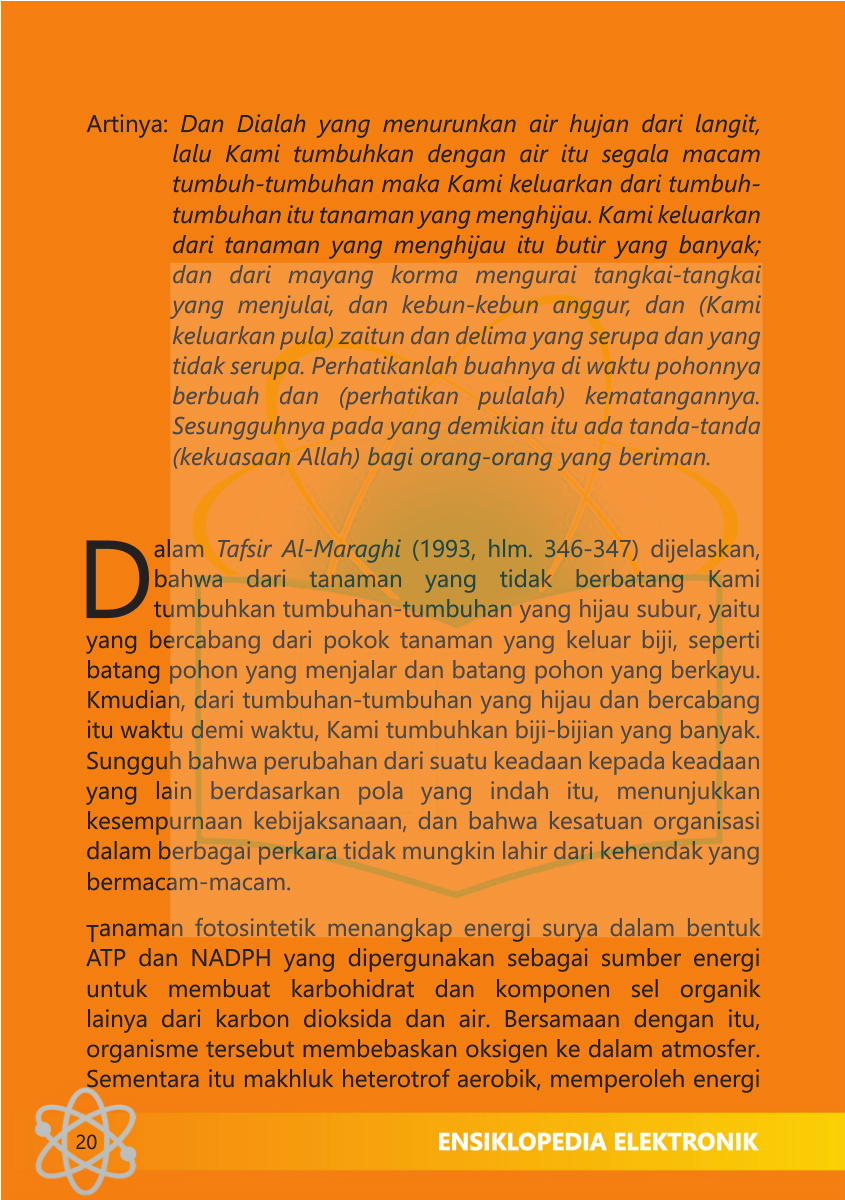 Artinya: Dan Dialah yang menurunkan air hujan dari langit,
lalu Kami tumbuhkan dengan air itu segala macam
tumbuh-tumbuhan maka Kami keluarkan dari tumbuh-
tumbuhan itu tanaman yang menghijau. Kami keluarkan
dari tanaman yang menghijau itu butir yang banyak;
dan dari mayang korma mengurai tangkai-tangkai
yang menjulai, dan kebun-kebun anggur, dan (Kami
keluarkan pula) zaitun dan delima yang serupa dan yang
tidak serupa. Perhatikanlah buahnya di waktu pohonnya
berbuah dan (perhatikan pulalah) kematangannya.
Sesungguhnya pada yang demikian itu ada tanda-tanda
(kekuasaan Allah) bagi orang-orang yang beriman.
Dalam Tafsir Al-Maraghi (1993, hlm. 346-347) dijelaskan,
bahwa dari tanaman yang tidak berbatang Kami
tumbuhkan tumbuhan-tumbuhan yang hijau subur, yaitu
yang bercabang dari pokok tanaman yang keluar biji, seperti
batang pohon yang menjalar dan batang pohon yang berkayu.
Kmudian, dari tumbuhan-tumbuhan yang hijau dan bercabang
itu waktu demi waktu, Kami tumbuhkan biji-bijian yang banyak.
Sungguh bahwa perubahan dari suatu keadaan kepada keadaan
yang lain berdasarkan pola yang indah itu, menunjukkan
kesempurnaan kebijaksanaan, dan bahwa kesatuan organisasi
dalam berbagai perkara tidak mungkin lahir dari kehendak yang
bermacam-macam.
Tanaman fotosintetik menangkap energi surya dalam bentuk
ATP dan NADPH yang dipergunakan sebagai sumber energi
untuk membuat karbohidrat dan komponen sel organik
lainya dari karbon dioksida dan air. Bersamaan dengan itu,
organisme tersebut membebaskan oksigen ke dalam atmosfer.
Sementara itu makhluk heterotrof aerobik, memperoleh energi
20 ENSIKLOPEDIA ELEKTRONIK